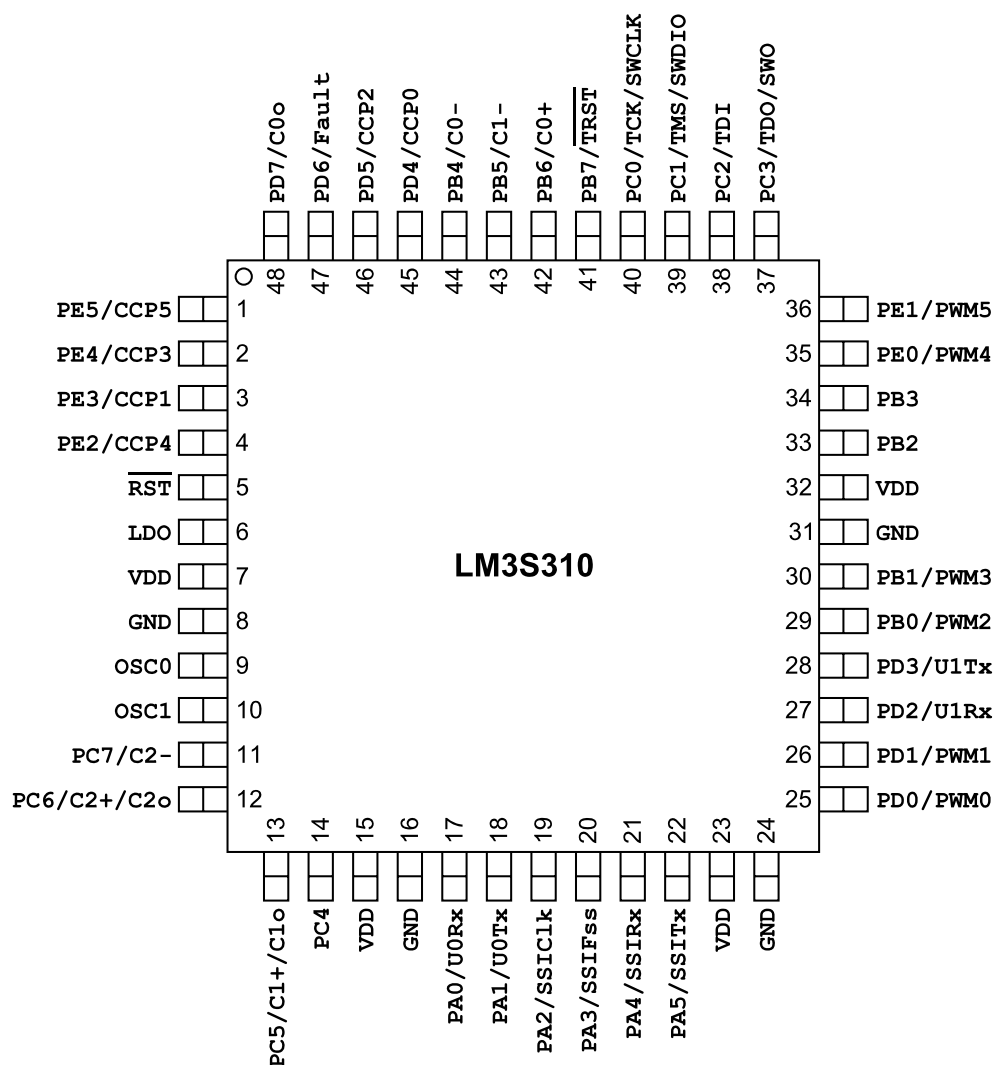 PD7/C0o
PD6/Fault
PD5/CCP2
PD4/CCP0
PB4/C0-
PB5/C1-
PB6/C0+
PB7/TRST
PC0/TCK/SWCLK
PC1/TMS/SWDIO
PC2/TDI
PC3/TDO/SWO
48 47 46 45 44 43 42 41 40 39 38 37
PE5/CCP5 1
PE4/CCP3 2
PE3/CCP1 3
PE2/CCP4 4
RST 5
LDO 6
VDD 7
GND 8
OSC0 9
OSC1 10
PC7/C2- 11
PC6/C2+/C2o 12
LM3S310
36 PE1/PWM5
35 PE0/PWM4
34 PB3
33 PB2
32 VDD
31 GND
30 PB1/PWM3
29 PB0/PWM2
28 PD3/U1Tx
27 PD2/U1Rx
26 PD1/PWM1
25 PD0/PWM0
13 14 15 16 17 18 19 20 21 22 23 24
PC5/C1+/C1o
PC4
VDD
GND
PA0/U0Rx
PA1/U0Tx
PA2/SSIClk
PA3/SSIFss
PA4/SSIRx
PA5/SSITx
VDD
GND